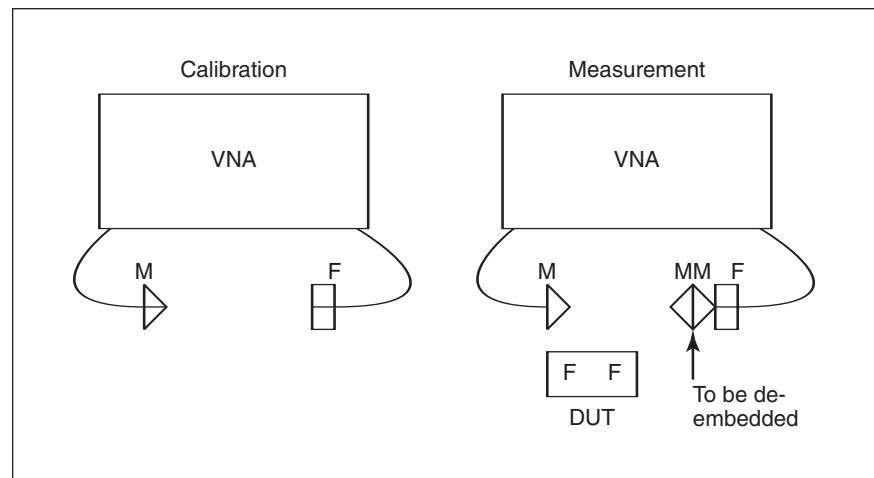 Calibration
Measurement
VNA
VNA
M
F
M
MM
F
F F
DUT
To be de-
embedded